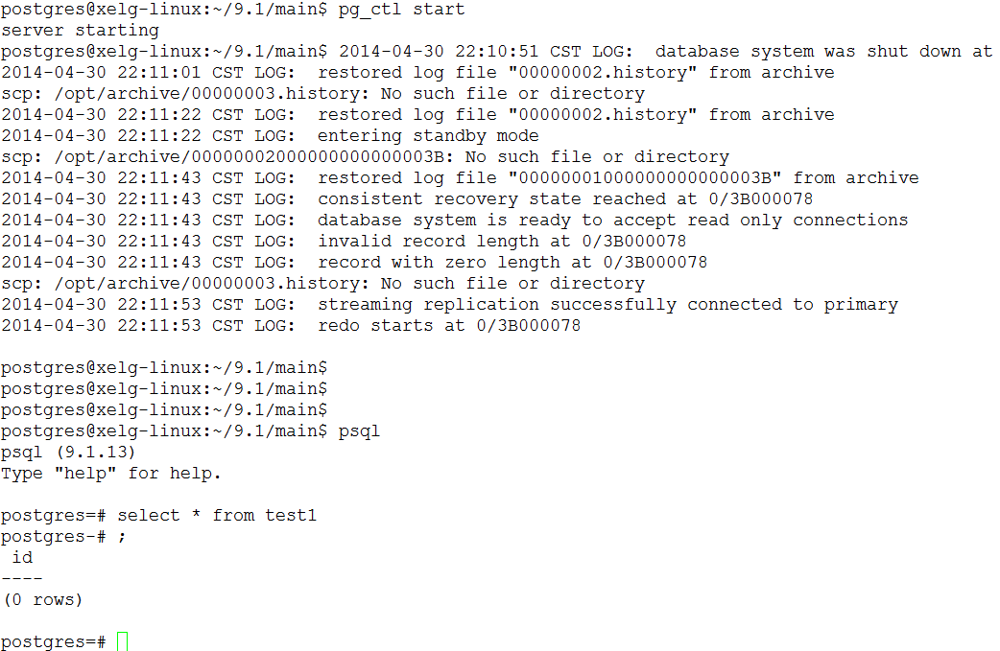 postgres@xelg-linux:~/9.1/main$ pg_ctl start
server starting
postgres@xelg-linux:~/9.1/main$ 2014-04-30 22:10:51 CST LOG:  database system was shut down at
2014-04-30 22:11:01 CST LOG:  restored log file "00000002.history" from archive
scp: /opt/archive/00000003.history: No such file or directory
2014-04-30 22:11:22 CST LOG:  restored log file "00000002.history" from archive
2014-04-30 22:11:22 CST LOG:  entering standby mode
scp: /opt/archive/00000002000000000000003B: No such file or directory
2014-04-30 22:11:43 CST LOG:  restored log file "00000001000000000000003B" from archive
2014-04-30 22:11:43 CST LOG:  consistent recovery state reached at 0/3B000078
2014-04-30 22:11:43 CST LOG:  database system is ready to accept read only connections
2014-04-30 22:11:43 CST LOG:  invalid record length at 0/3B000078
2014-04-30 22:11:43 CST LOG:  record with zero length at 0/3B000078
scp: /opt/archive/00000003.history: No such file or directory
2014-04-30 22:11:53 CST LOG:  streaming replication successfully connected to primary
2014-04-30 22:11:53 CST LOG:  redo starts at 0/3B000078
postgres@xelg-linux:~/9.1/main$
postgres@xelg-linux:~/9.1/main$
postgres@xelg-linux:~/9.1/main$
postgres@xelg-linux:~/9.1/main$ psql
psql (9.1.13)
Type "help" for help.
postgres=# select * from test1
postgres-# ;
 id
----
(0 rows)
postgres=#